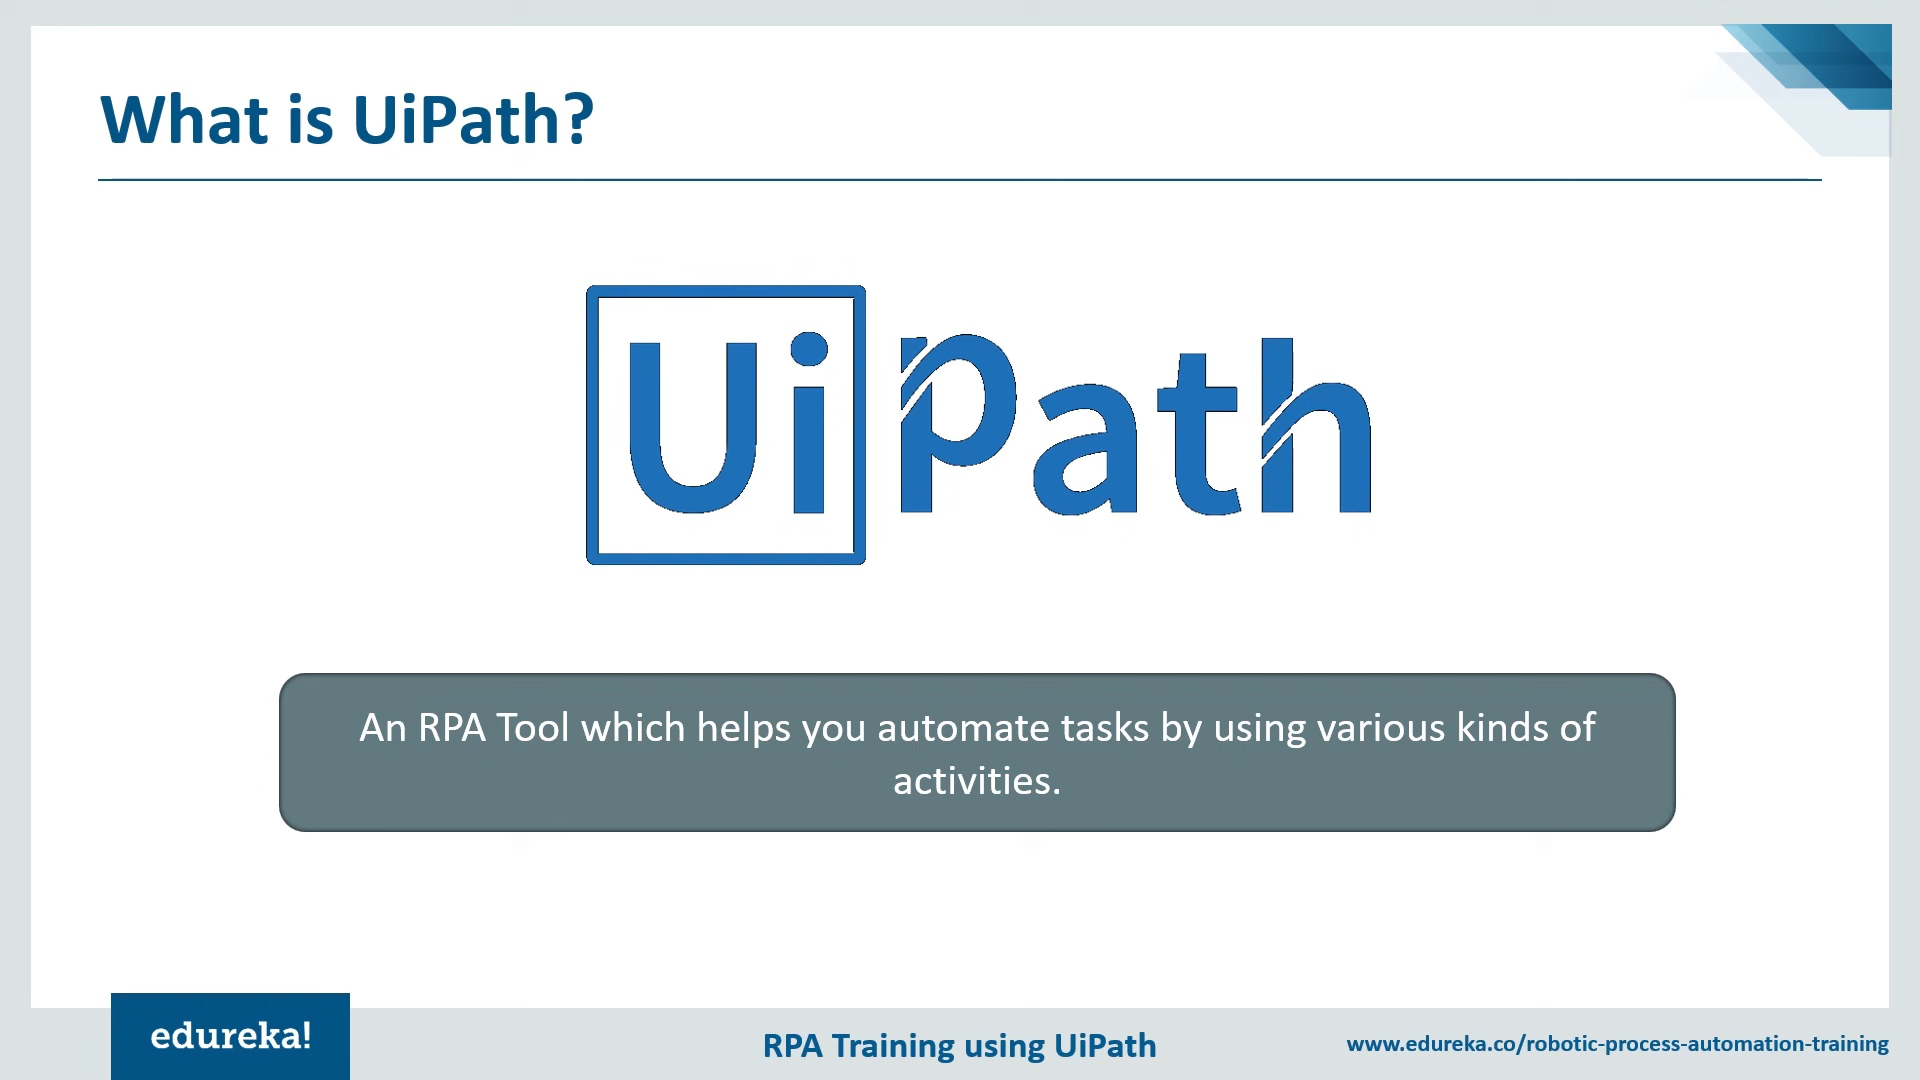 What is UiPath?
UiPath
An RPA Tool which helps you automate tasks by using various kinds of
activities.
edureka!
RPA Training using UiPath
www.edureka.co/robotic-process-automation-training